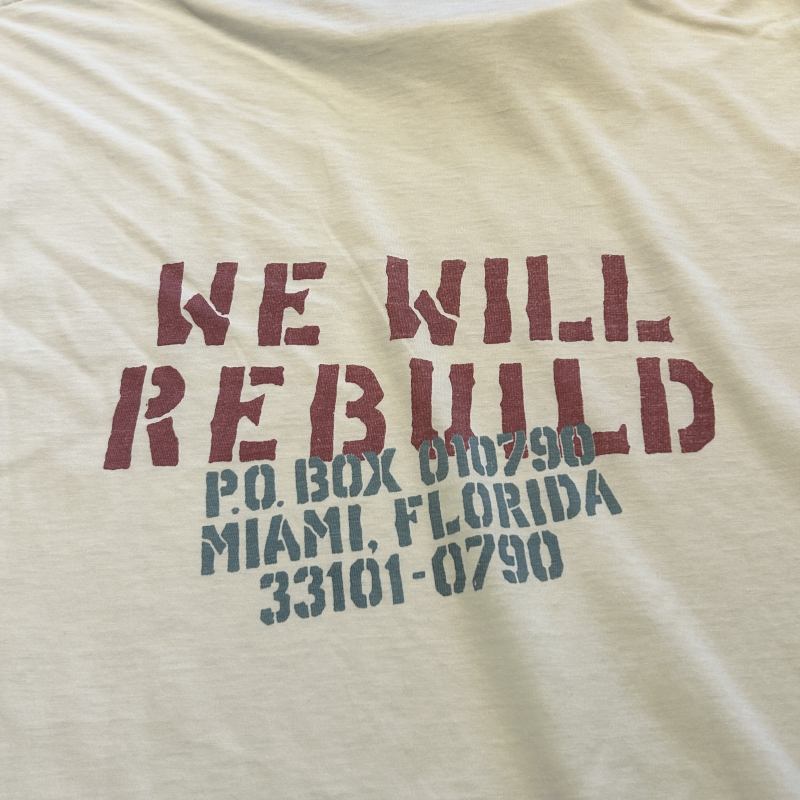 WE WILL
REBUILD
P.O. BOX 010790
MIAMI, FLORIDA
33101-0790